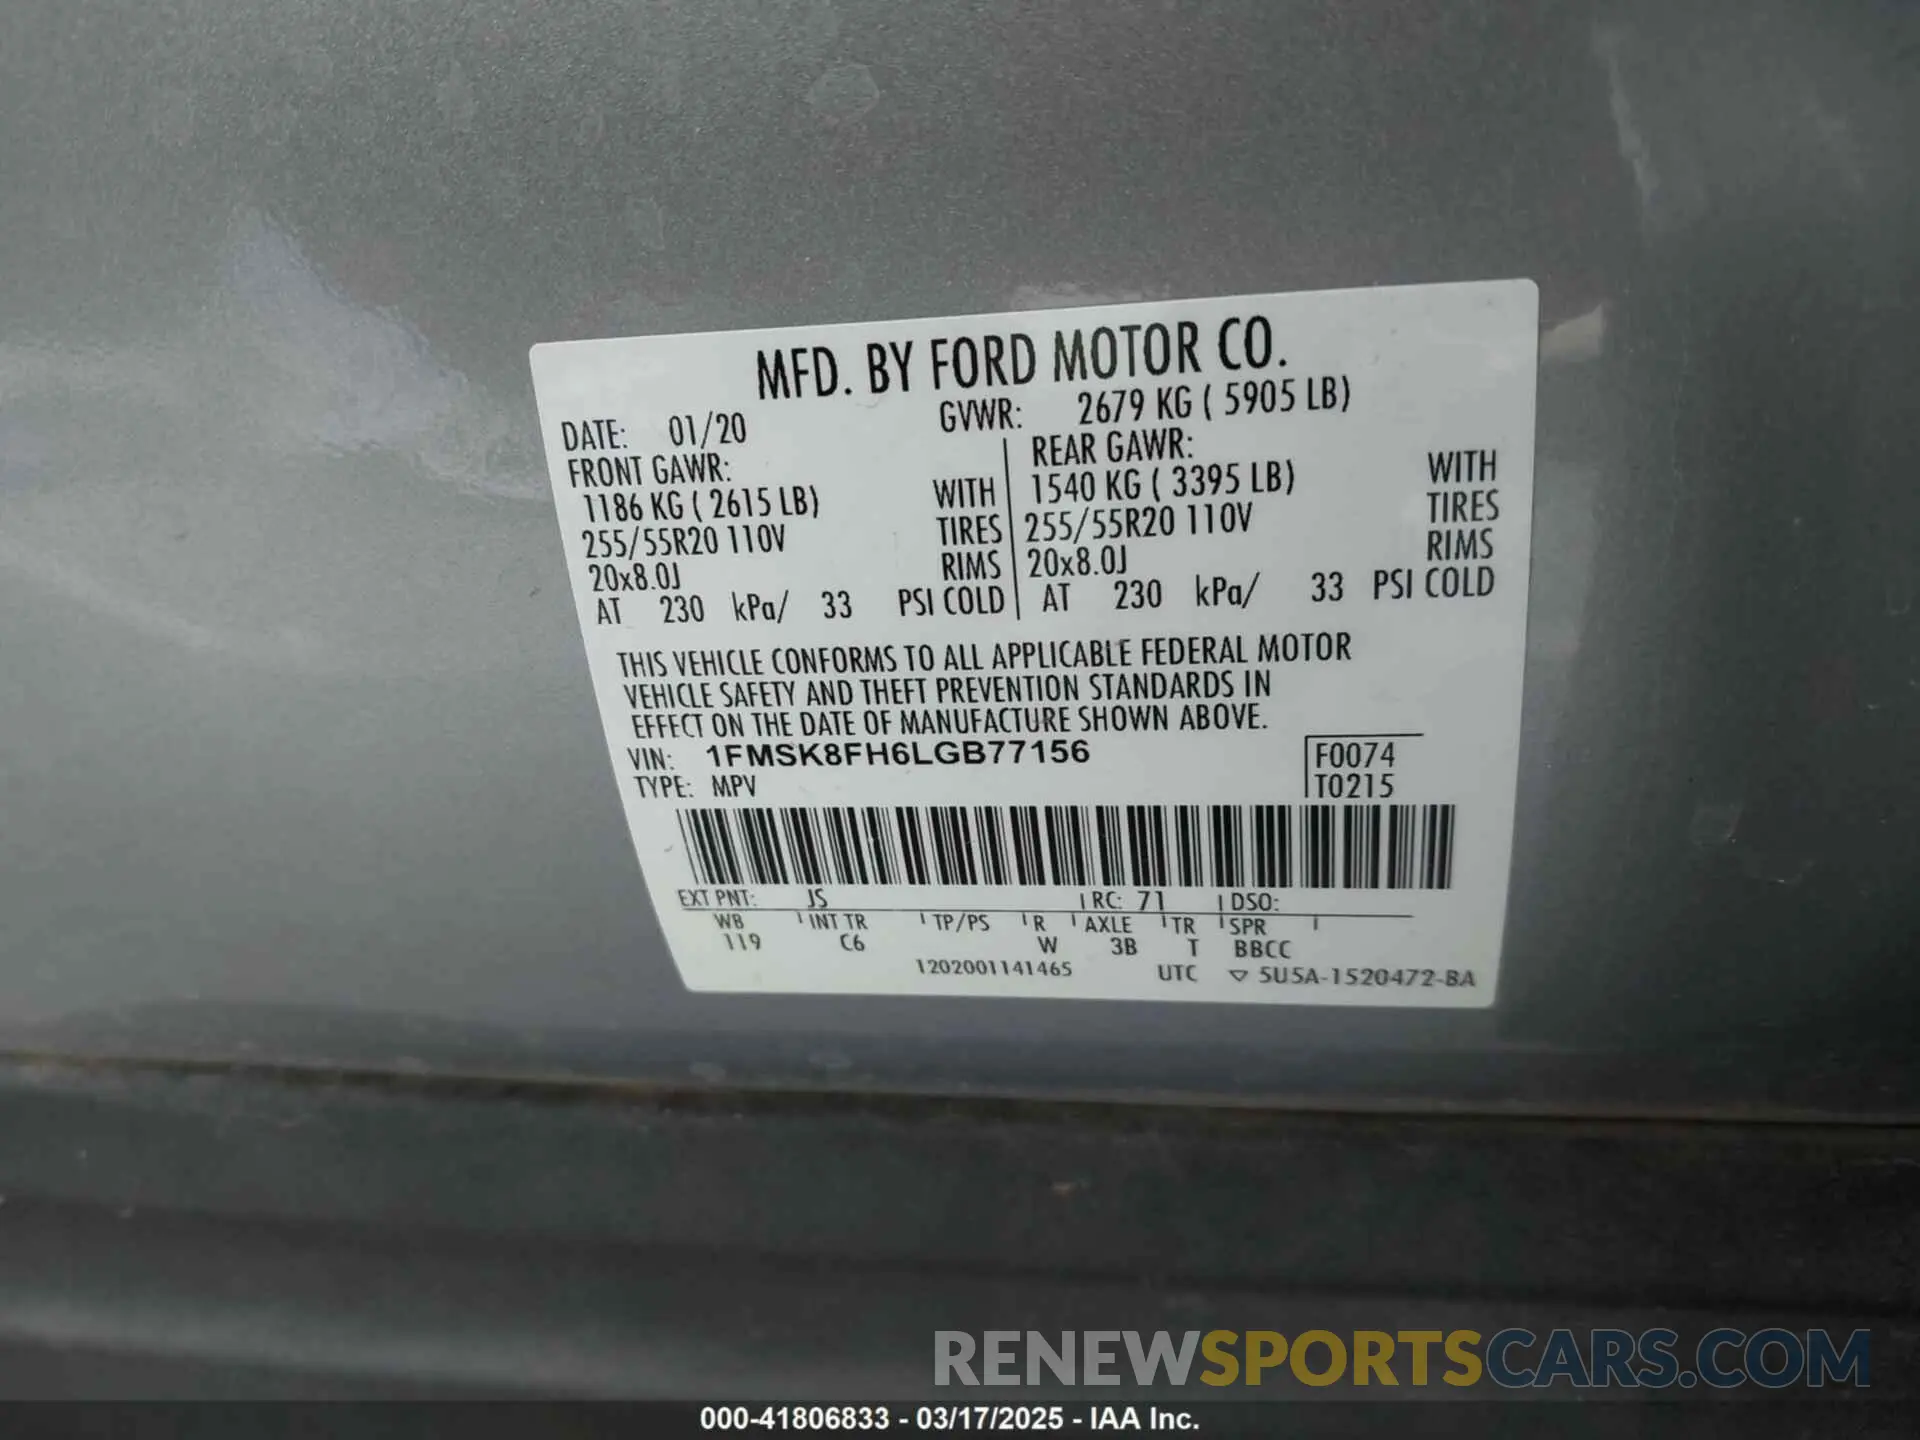 MFD. BY FORD MOTOR CO.
DATE: 01/20 GVWR: 2679 KG ( 5905 LB)
FRONT GAWR: REAR GAWR:
1186 KG ( 2615 LB) WITH 1540 KG ( 3395 LB) WITH
255/55R20 110V TIRES 255/55R20 110V TIRES
20x8.0J RIMS 20x8.0J RIMS
AT 230 kPa/ 33 PSI COLD AT 230 kPa/ 33 PSI COLD
THIS VEHICLE CONFORMS TO ALL APPLICABLE FEDERAL MOTOR
VEHICLE SAFETY AND THEFT PREVENTION STANDARDS IN
EFFECT ON THE DATE OF MANUFACTURE SHOWN ABOVE.
VIN: 1FMSK8FH6LGB77156 F0074
TYPE: MPV T0215
EXT PNT: JS RC: 71 DSO:
WB INT TR TP/PS R AXLE TR SPR
119 C6 W 3B T BBCC
1202001141465 UTC ▽ 5U5A-1520472-BA
RENEWSPORTSCARS.COM
000-41806833 - 03/17/2025 - IAA Inc.